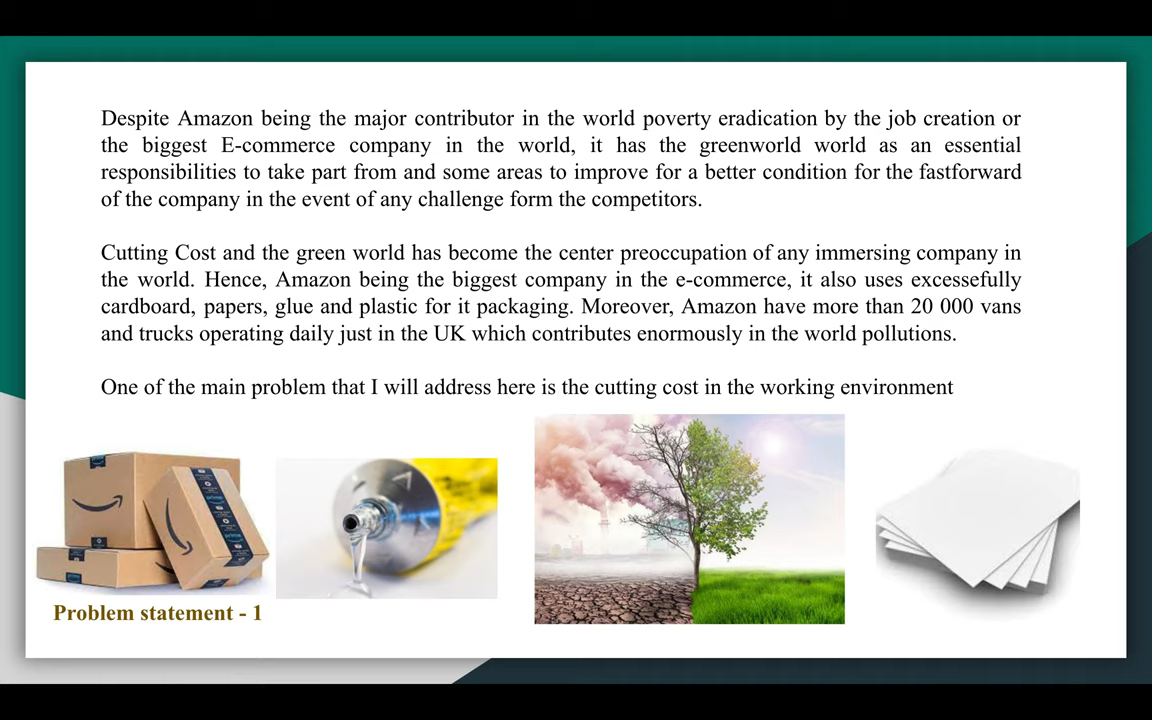 Despite Amazon being the major contributor in the world poverty eradication by the job creation or
the biggest E-commerce company in the world, it has the greenworld world as an essential
responsibilities to take part from and some areas to improve for a better condition for the fastforward
of the company in the event of any challenge form the competitors.
Cutting Cost and the green world has become the center preoccupation of any immersing company in
the world. Hence, Amazon being the biggest company in the e-commerce, it also uses excessefully
cardboard, papers, glue and plastic for it packaging. Moreover, Amazon have more than 20 000 vans
and trucks operating daily just in the UK which contributes enormously in the world pollutions.
One of the main problem that I will address here is the cutting cost in the working environment
Problem statement - 1